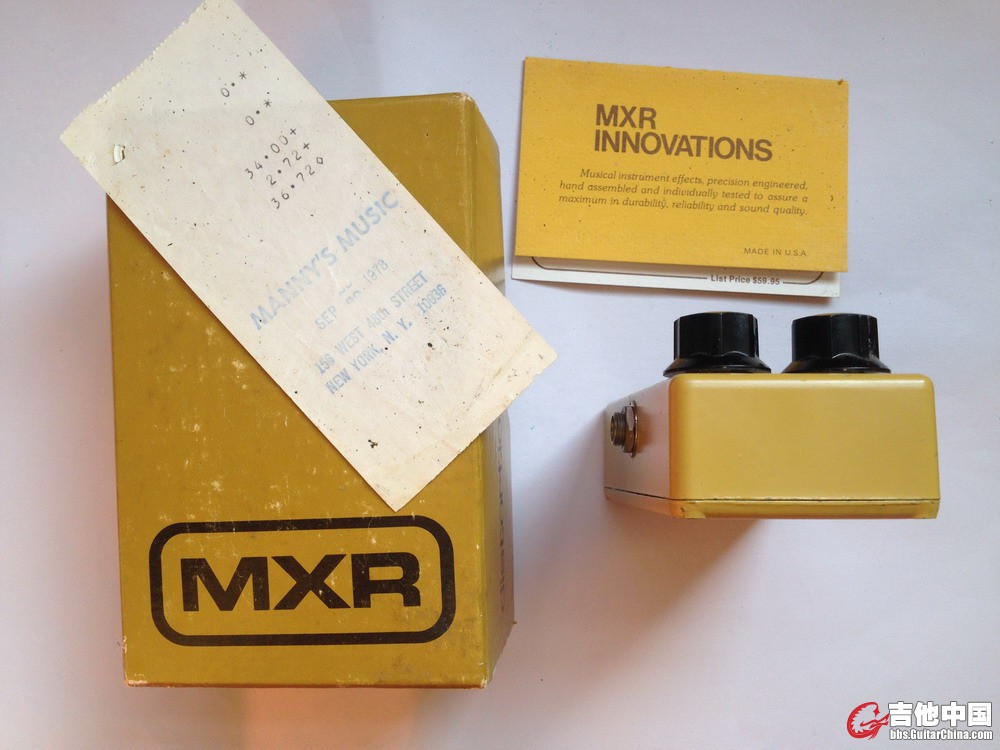 0.*
0.*
34.00+
2.72+
36.72◊
MANNY'S MUSIC
SEP 1978
156 WEST 48th STREET
NEW YORK, N. Y. 10036
MXR
MXR
INNOVATIONS
Musical instrument effects, precision engineered,
hand assembled and individually tested to assure a
maximum in durability, reliability and sound quality.
MADE IN U.S.A.
List Price $59.95
吉他中国
bbs.GuitarChina.com